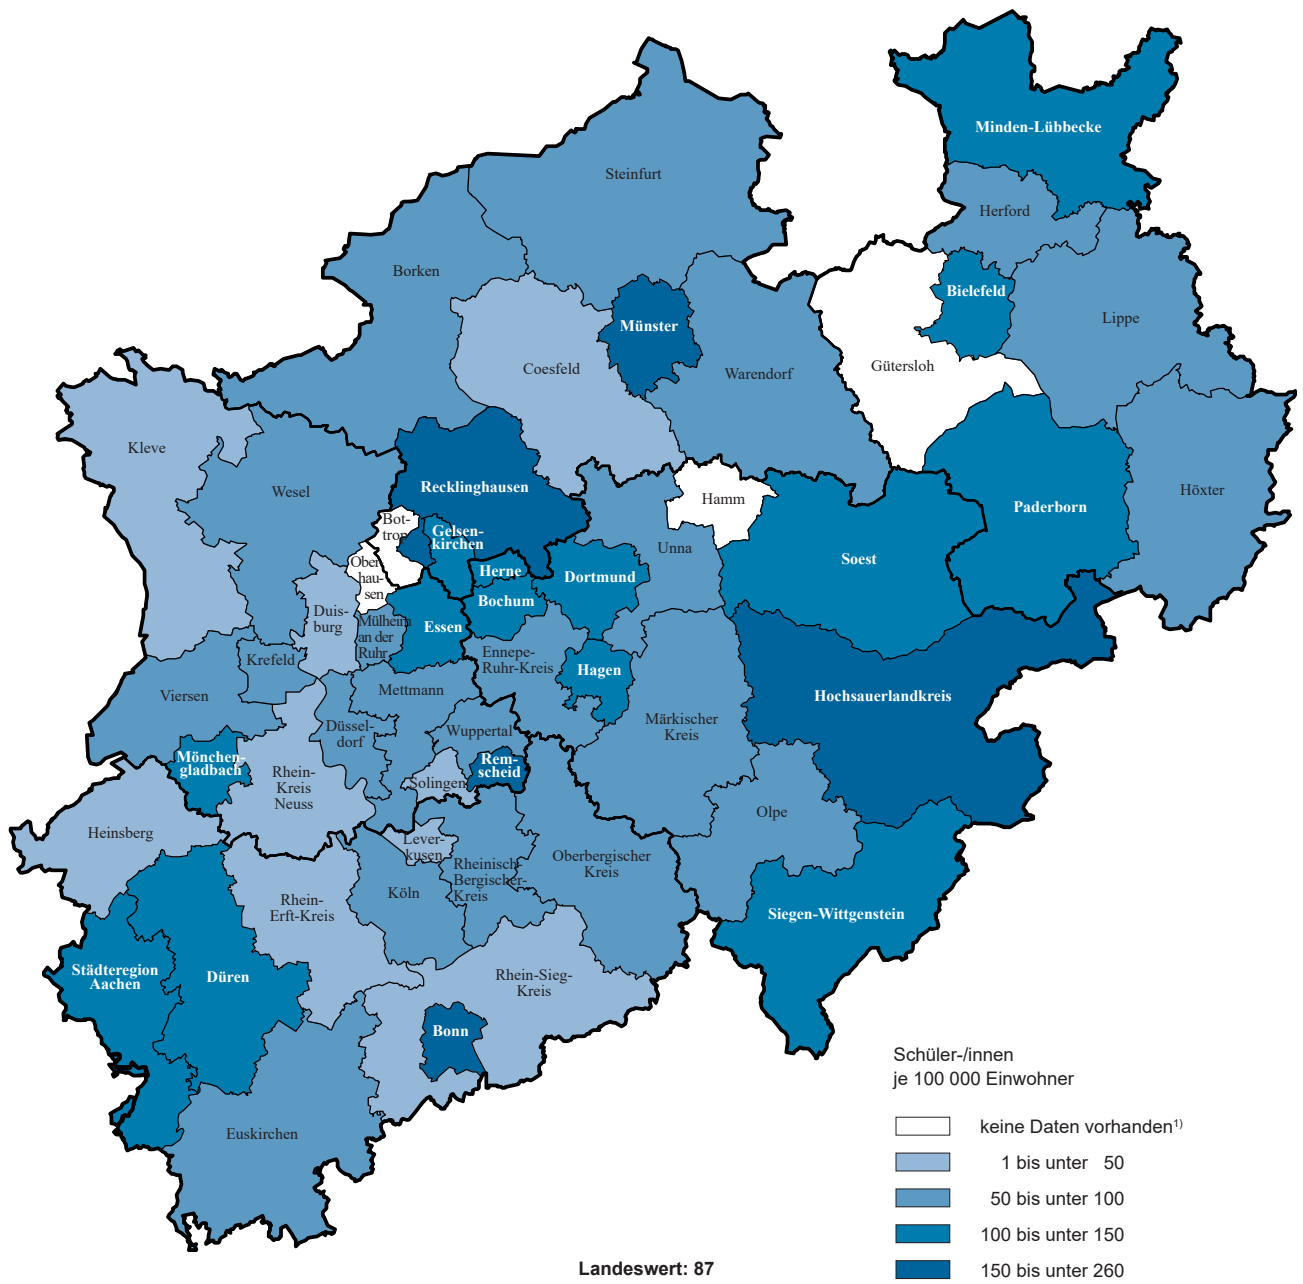 Minden-Lübbecke
Steinfurt
Herford
Borken
Bielefeld
Münster
Lippe
Coesfeld
Gütersloh
Warendorf
Kleve
Recklinghausen
Wesel
Höxter
Hamm
Paderborn
Bot-
trop
Gelsen-
kirchen
Unna
Soest
Ober-
hau-
sen
Herne
Dortmund
Bochum
Duis-
burg
Mülheim
an der
Ruhr
Essen
Ennepe-
Ruhr-Kreis
Krefeld
Hagen
Mettmann
Viersen
Hochsauerlandkreis
Märkischer
Kreis
Düssel-
dorf
Wuppertal
Mönchen-
gladbach
Rem-
scheid
Rhein-
Kreis
Neuss
Solingen
Olpe
Heinsberg
Lever-
kusen
Oberbergischer
Kreis
Rheinisch-
Bergischer-
Kreis
Köln
Rhein-
Erft-Kreis
Siegen-Wittgenstein
Städteregion
Aachen
Düren
Rhein-Sieg-
Kreis
Bonn
Euskirchen
Schüler-/innen
je 100 000 Einwohner
keine Daten vorhanden1)
1 bis unter 50
50 bis unter 100
100 bis unter 150
150 bis unter 260
Landeswert: 87